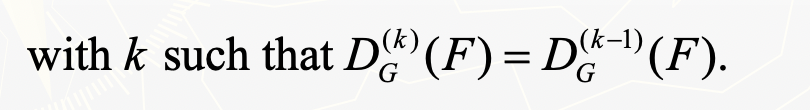 with k such that D_G^{(k)}(F) = D_G^{(k−1)}(F).